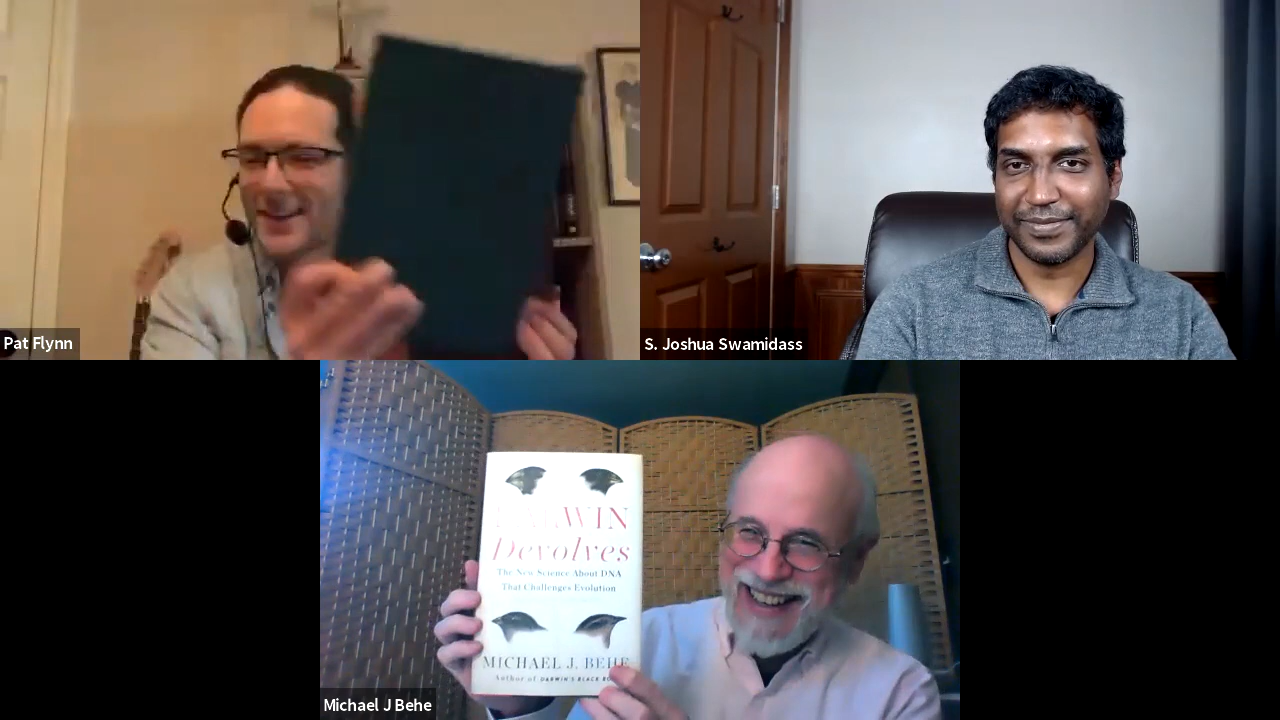 Pat Flynn
S. Joshua Swamidass
DARWIN
Devolves
The New Science About DNA
That Challenges Evolution
MICHAEL J. BEHE
Author of DARWIN'S BLACK
Michael J Behe